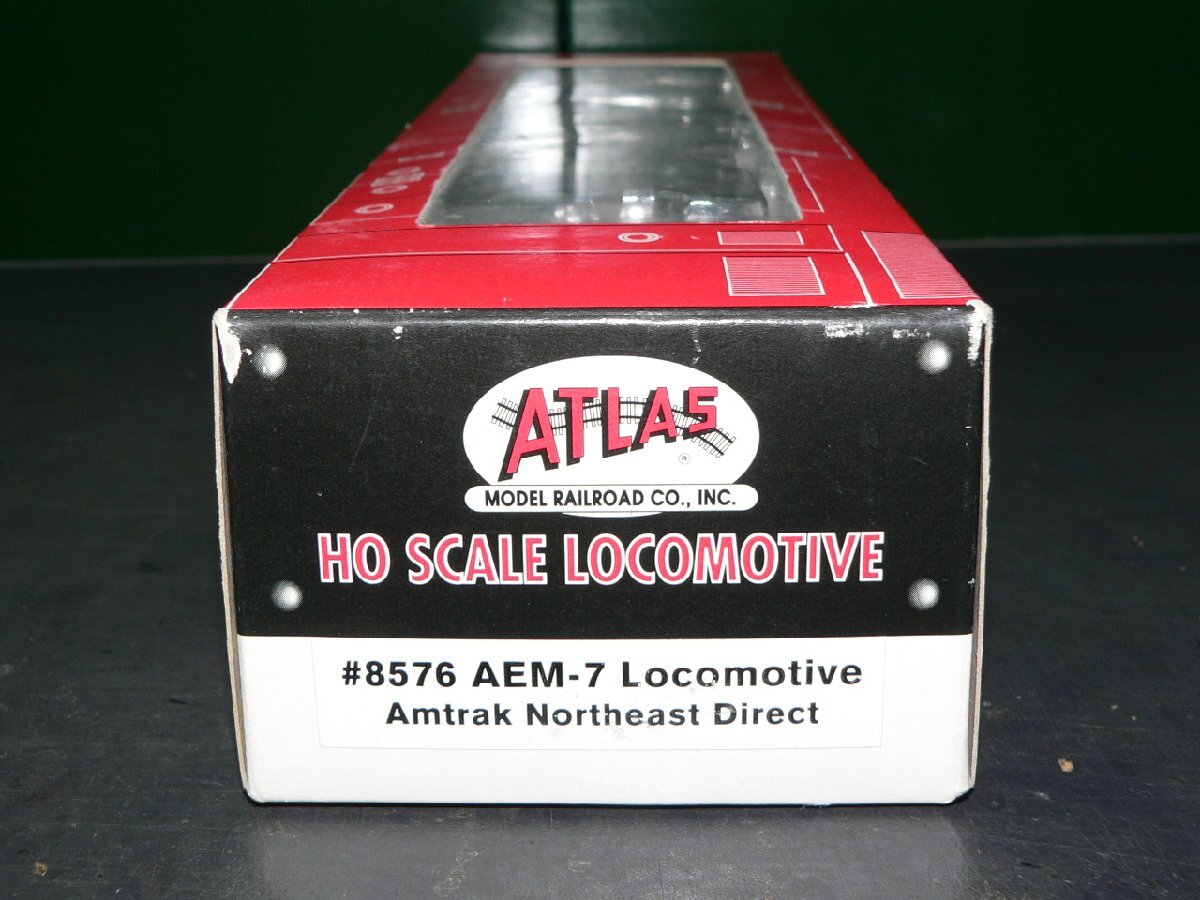 ATLAS
®
MODEL RAILROAD CO., INC.
HO SCALE LOCOMOTIVE
#8576 AEM-7 Locomotive
Amtrak Northeast Direct